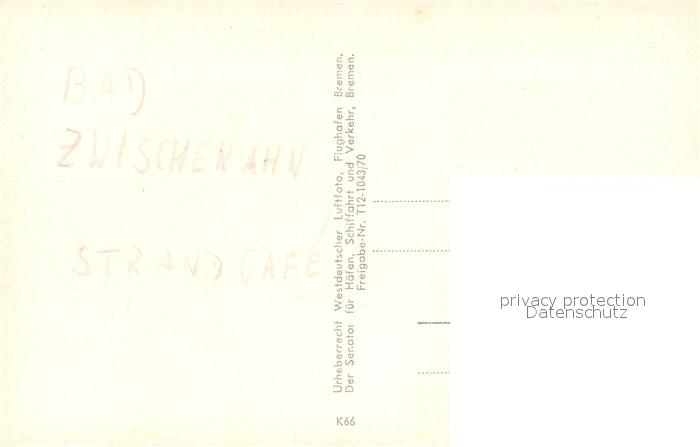 BAD
ZWISCHENAHN
STRANDCAFE
Urheberrecht Westdeutscher Luftfoto, Flughafen Bremen.
Der Senator für Häfen, Schiffahrt und Verkehr, Bremen.
Freigabe-Nr. T12-1043/70
K66
privacy protection
Datenschutz